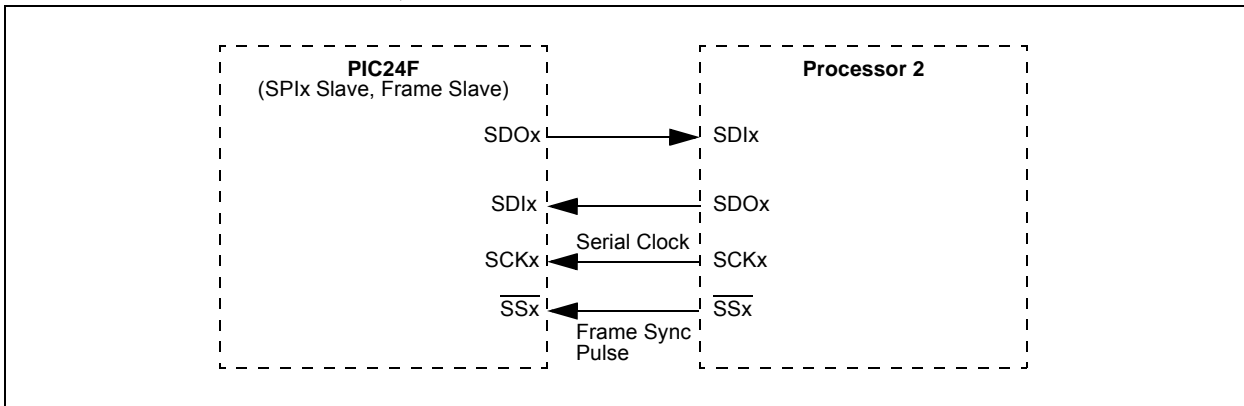 PIC24F
(SPIx Slave, Frame Slave)
Processor 2
SDOx
SDIx
SDIx
SDOx
Serial Clock
SCKx
SCKx
SSx
SSx
Frame Sync
Pulse